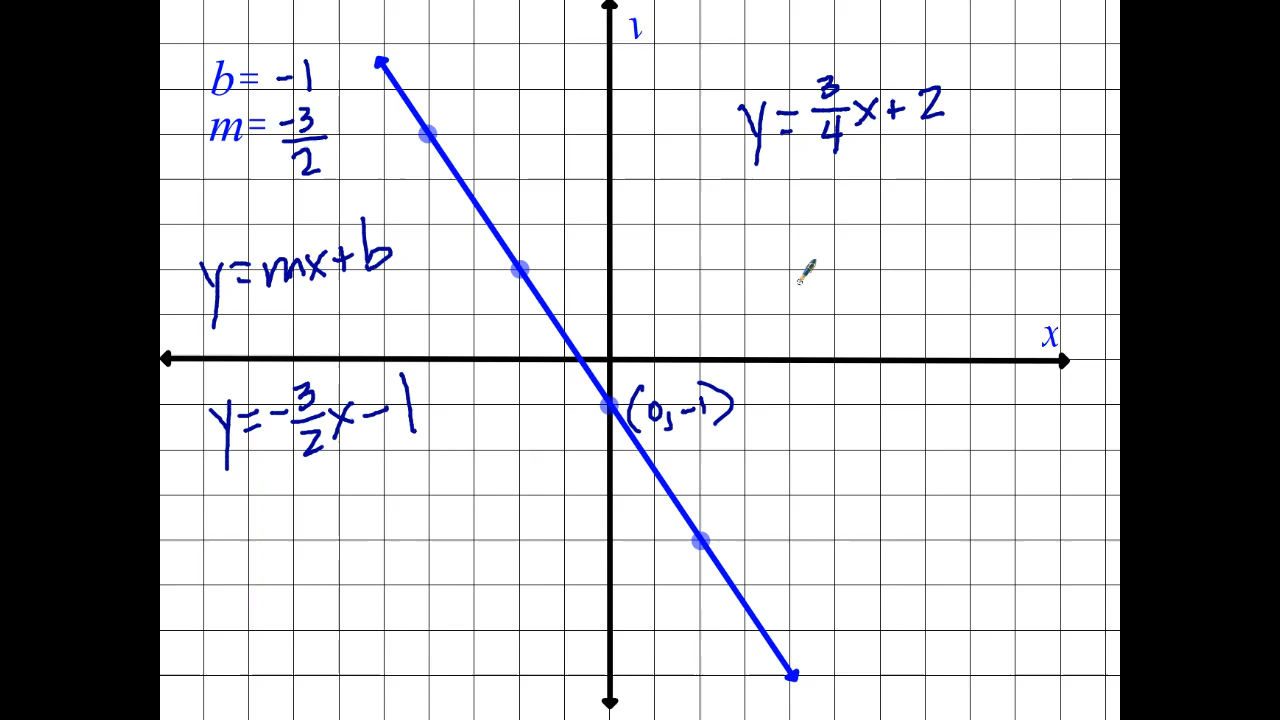 b= -1
m= -3/2
y=mx+b
y=-3/2x-1
y=3/4x+2
x
(0,-1)